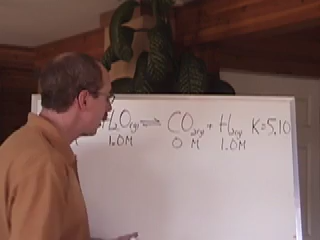 H₂O(g) ⇌ CO₂(g) + H₂(g) K=5.10
1.0M 0 M 1.0M